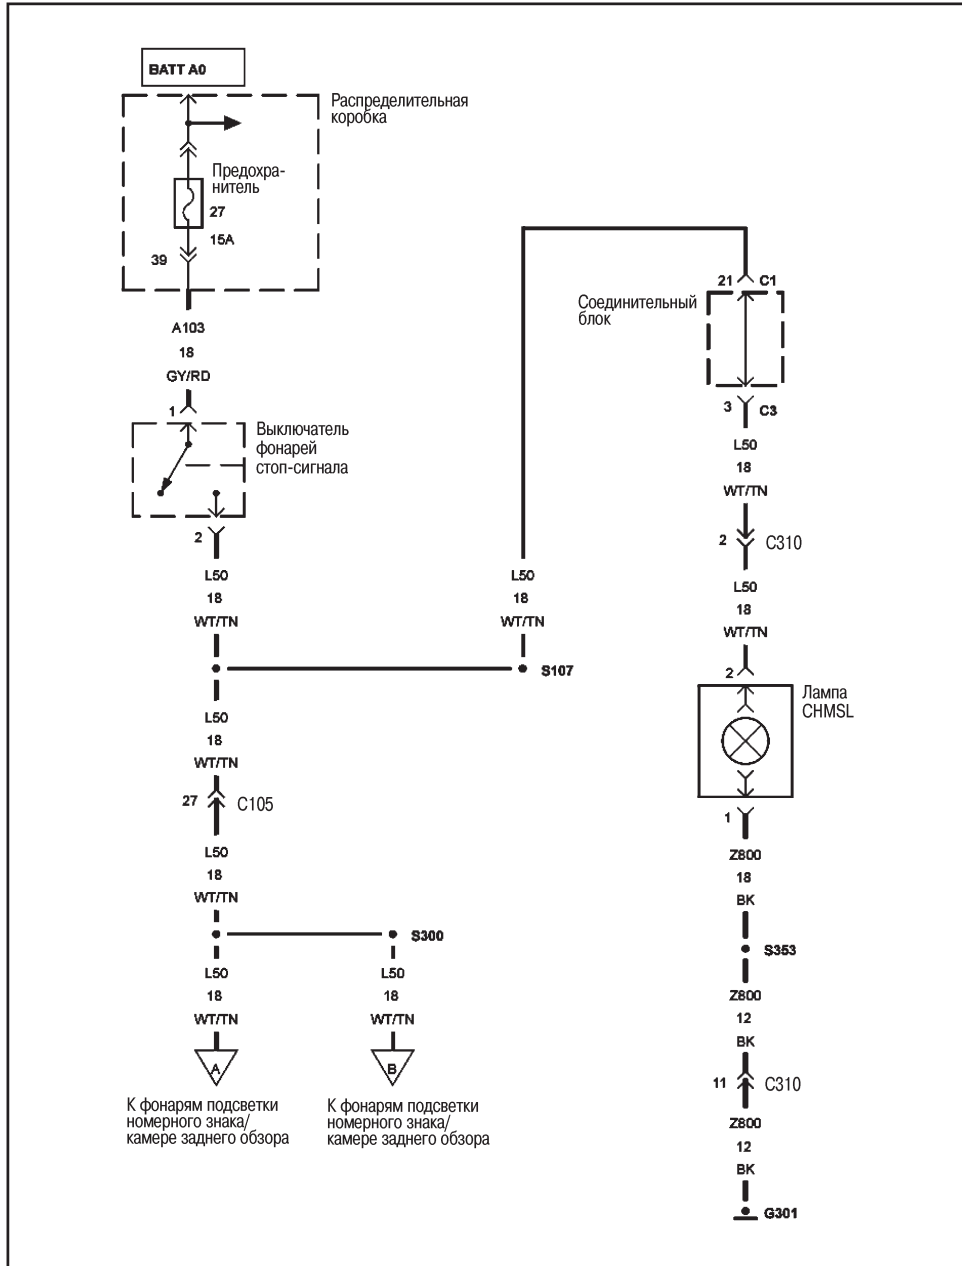 BATT A0
Распределительная
коробка
Предохра-
нитель
27
15A
39
A103
18
GY/RD
1
Выключатель
фонарей
стоп-сигнала
2
L50
18
WT/TN
L50
18
WT/TN
S107
L50
18
WT/TN
27
C105
L50
18
WT/TN
S300
L50
18
WT/TN
L50
18
WT/TN
A
B
К фонарям подсветки
номерного знака/
камере заднего обзора
К фонарям подсветки
номерного знака/
камере заднего обзора
21
C1
Соединительный
блок
3
C3
L50
18
WT/TN
2
C310
L50
18
WT/TN
2
Лампа
CHMSL
1
Z800
18
BK
S353
Z800
12
BK
11
C310
Z800
12
BK
G301